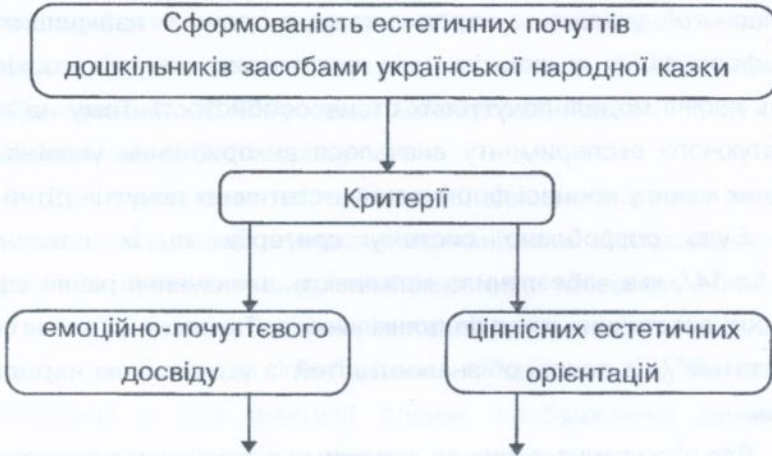 Сформованість естетичних почуттів
дошкільників засобами української народної казки
Критерії
емоційно-почуттєвого
досвіду
ціннісних естетичних
орієнтацій